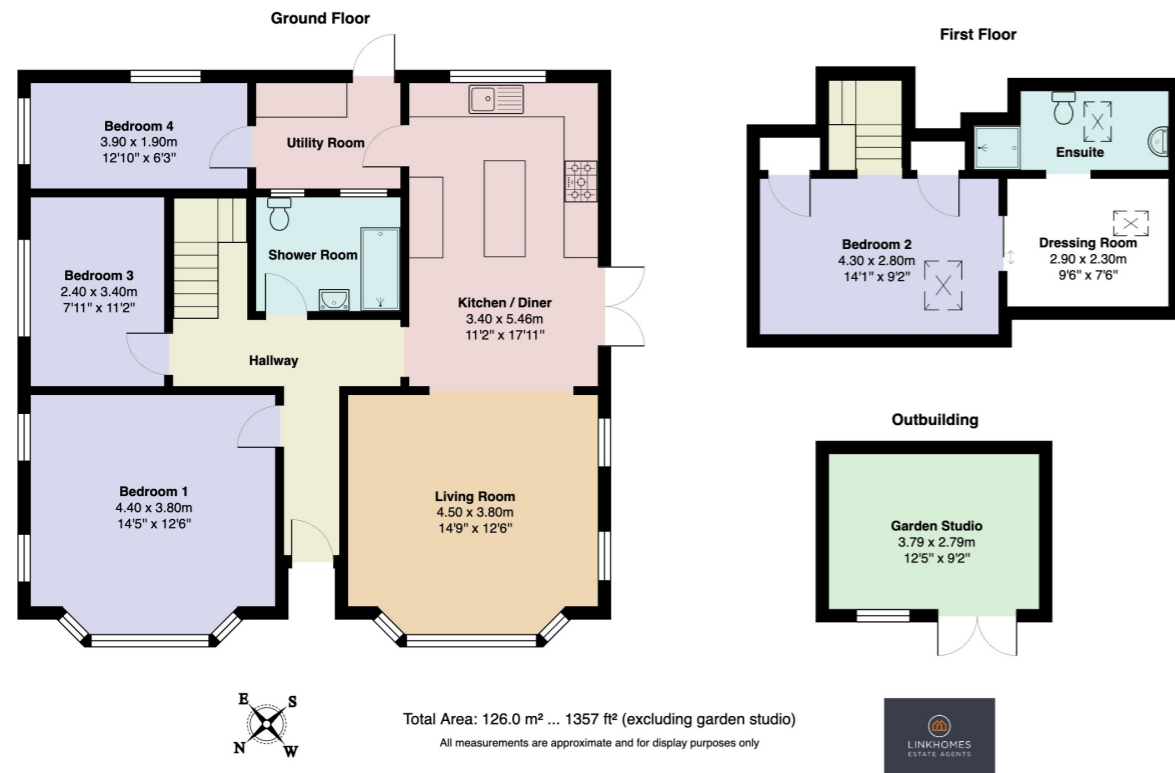 Ground Floor
First Floor
Bedroom 4
3.90 x 1.90m
12'10" x 6'3"
Utility Room
Ensuite
Bedroom 3
2.40 x 3.40m
7'11" x 11'2"
Shower Room
Kitchen / Diner
3.40 x 5.46m
11'2" x 17'11"
Bedroom 2
4.30 x 2.80m
14'1" x 9'2"
Dressing Room
2.90 x 2.30m
9'6" x 7'6"
Hallway
Outbuilding
Bedroom 1
4.40 x 3.80m
14'5" x 12'6"
Living Room
4.50 x 3.80m
14'9" x 12'6"
Garden Studio
3.79 x 2.79m
12'5" x 9'2"
E S
N W
Total Area: 126.0 m² ... 1357 ft² (excluding garden studio)
All measurements are approximate and for display purposes only
LINKHOMES
ESTATE AGENTS